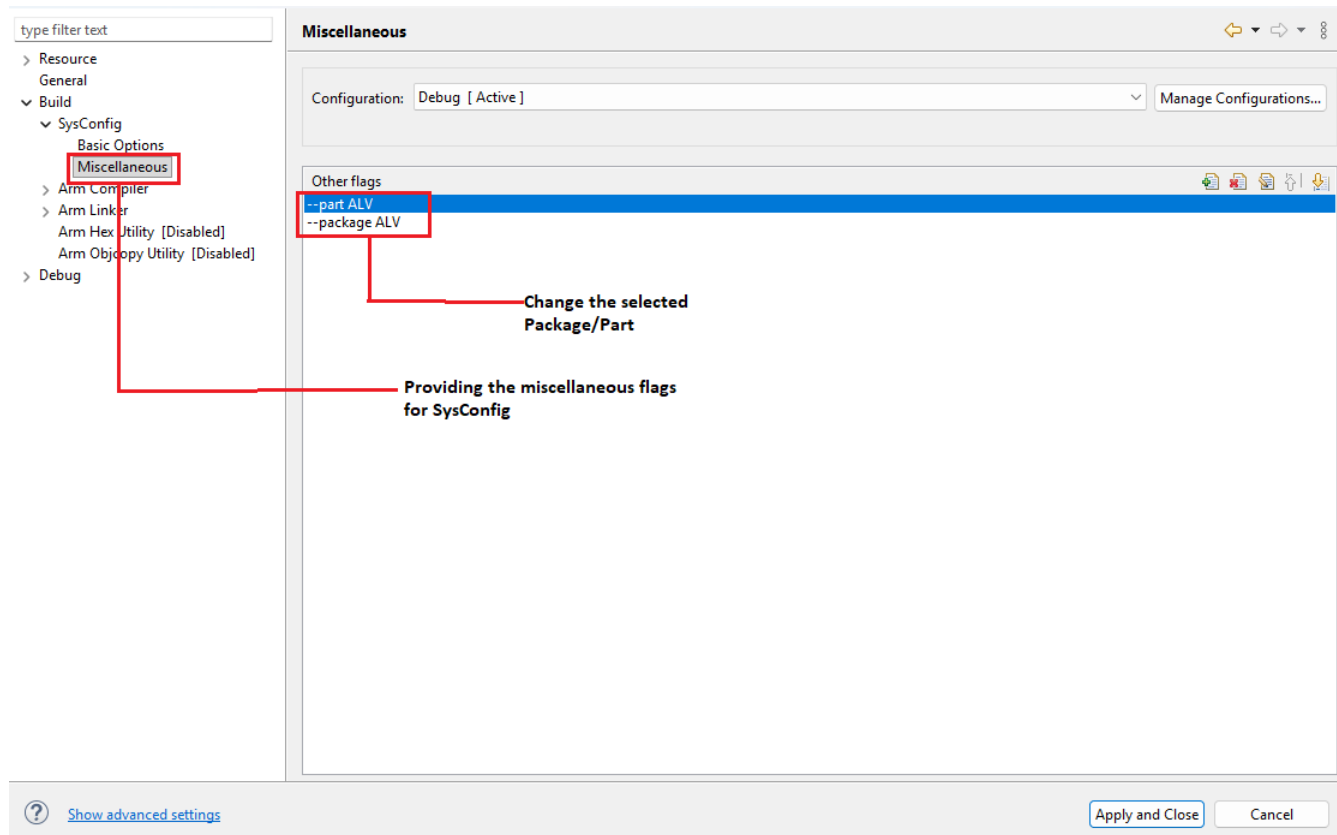 type filter text
Resource
General
Build
SysConfig
Basic Options
Miscellaneous
Arm Compiler
Arm Linker
Arm Hex Utility [Disabled]
Arm Objcopy Utility [Disabled]
Debug
Miscellaneous
Configuration: Debug [ Active ] Manage Configurations...
Other flags
--part ALV
--package ALV
Change the selected
Package/Part
Providing the miscellaneous flags
for SysConfig
? Show advanced settings
Apply and Close Cancel